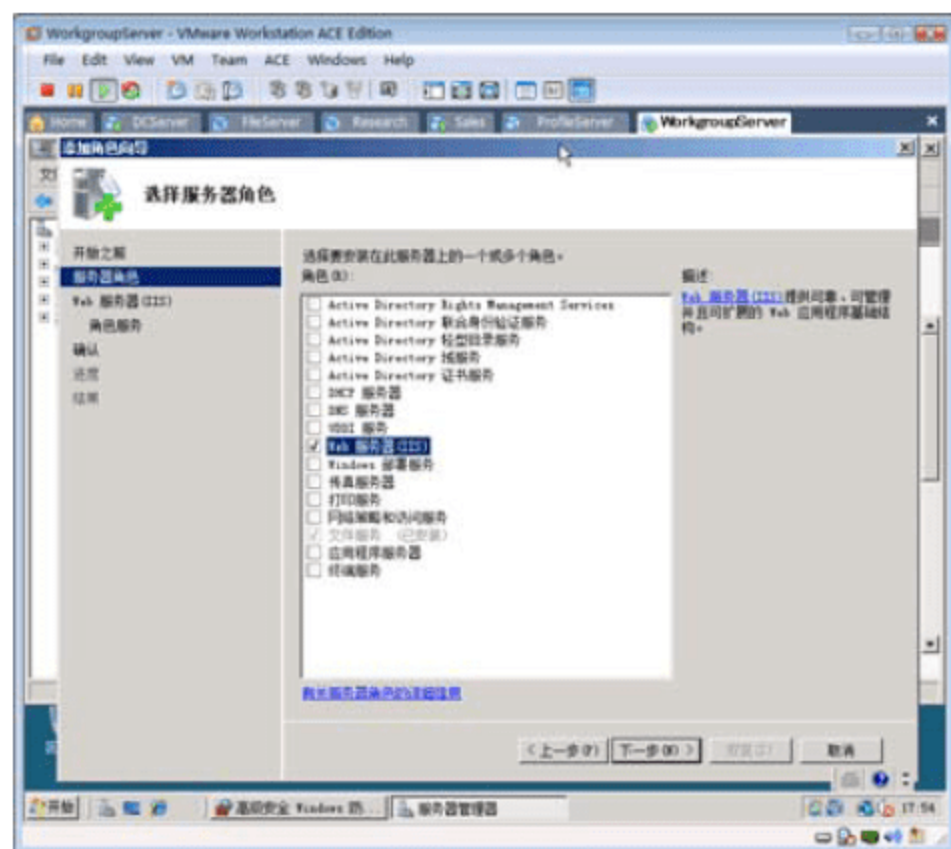 WorkgroupServer - VMware Workstation ACE Edition
File Edit View VM Team ACE Windows Help
Home DCServer FileServer Research Sales ProfileServer WorkgroupServer
添加角色向导
选择服务器角色
开始之前
服务器角色
Web 服务器(IIS)
角色服务
确认
进度
结果
选择要安装在此服务器上的一个或多个角色。
角色(R):
Active Directory Rights Management Services
Active Directory 联合身份验证服务
Active Directory 轻型目录服务
Active Directory 域服务
Active Directory 证书服务
DHCP 服务器
DNS 服务器
UDDI 服务
Web 服务器(IIS)
Windows 部署服务
传真服务器
打印服务
网络策略和访问服务
文件服务 (已安装)
应用程序服务器
终端服务
有关服务器角色的详细信息
描述:
Web 服务器(IIS)提供可靠、可管理
并且可扩展的 Web 应用程序基础结
构。
<上一步(P) 下一步(N) > 安装(I) 取消
开始 高级安全 Windows 防... 服务器管理器 17:54